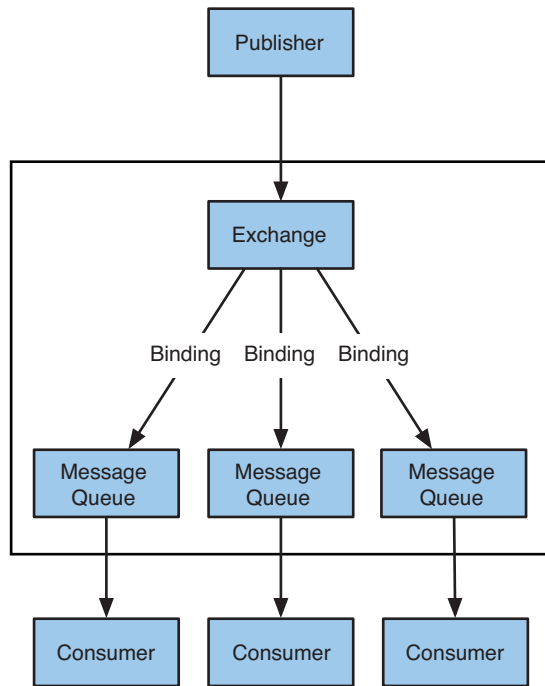 Publisher
Exchange
Binding Binding Binding
Message Message Message
Queue Queue Queue
Consumer Consumer Consumer